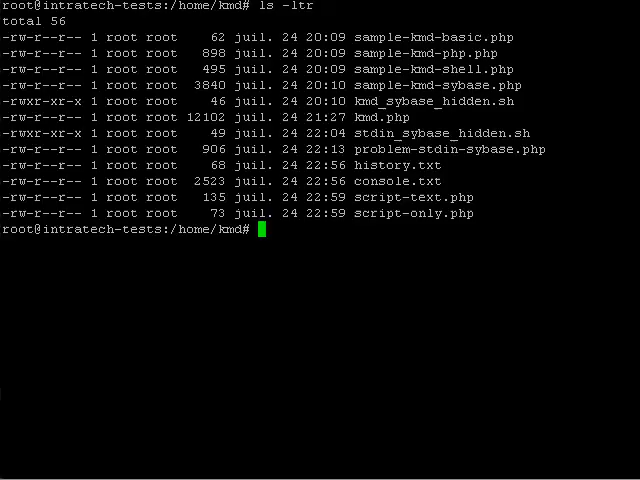 root@intratech-tests:/home/kmd# ls -ltr
total 56
-rw-r--r-- 1 root root    62 juil. 24 20:09 sample-kmd-basic.php
-rw-r--r-- 1 root root   898 juil. 24 20:09 sample-kmd-php.php
-rw-r--r-- 1 root root   495 juil. 24 20:09 sample-kmd-shell.php
-rw-r--r-- 1 root root  3840 juil. 24 20:10 sample-kmd-sybase.php
-rwxr-xr-x 1 root root    46 juil. 24 20:10 kmd_sybase_hidden.sh
-rw-r--r-- 1 root root 12102 juil. 24 21:27 kmd.php
-rwxr-xr-x 1 root root    49 juil. 24 22:04 stdin_sybase_hidden.sh
-rw-r--r-- 1 root root   906 juil. 24 22:13 problem-stdin-sybase.php
-rw-r--r-- 1 root root    68 juil. 24 22:56 history.txt
-rw-r--r-- 1 root root  2523 juil. 24 22:56 console.txt
-rw-r--r-- 1 root root   135 juil. 24 22:59 script-text.php
-rw-r--r-- 1 root root    73 juil. 24 22:59 script-only.php
root@intratech-tests:/home/kmd#